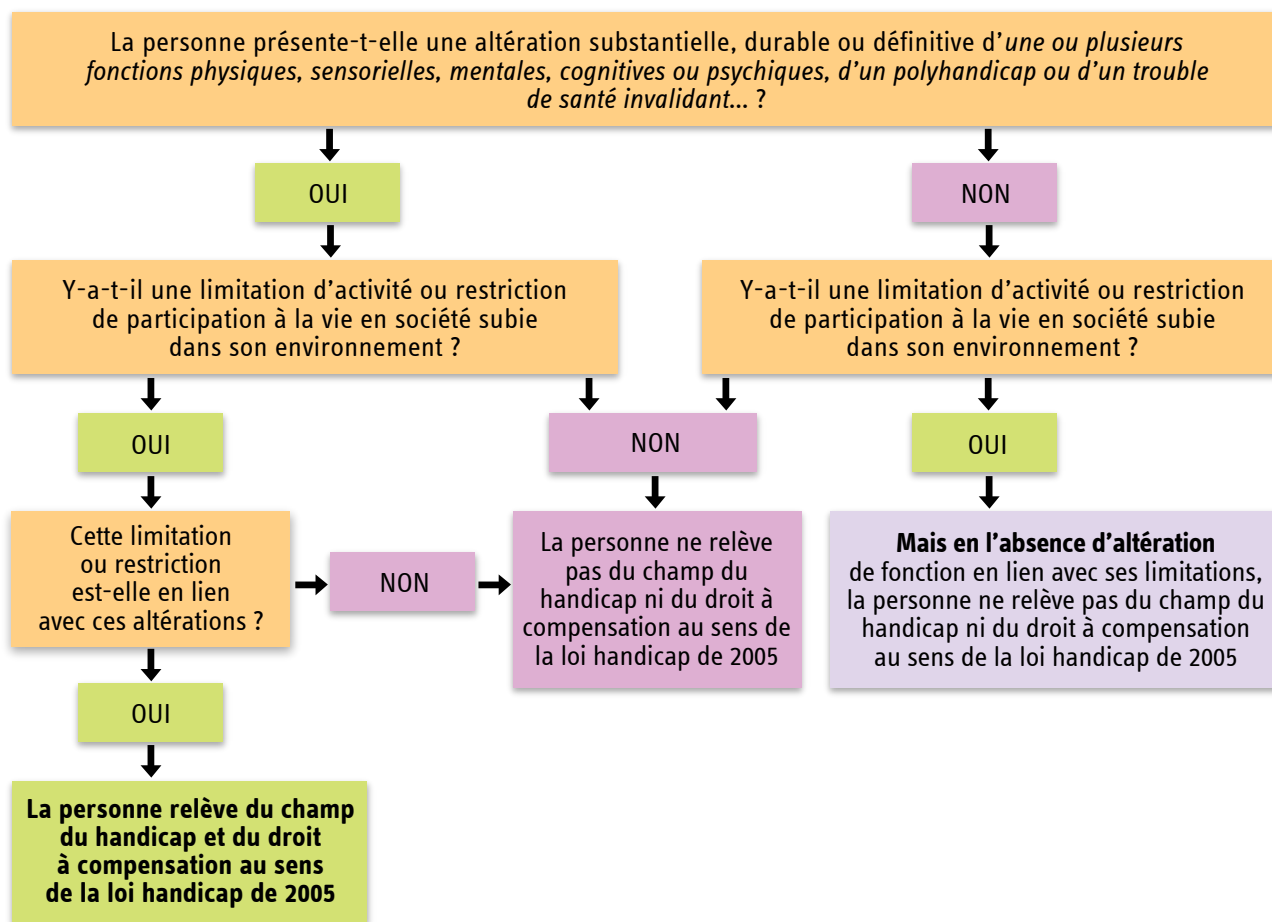 La personne présente-t-elle une altération substantielle, durable ou définitive d'une ou plusieurs
fonctions physiques, sensorielles, mentales, cognitives ou psychiques, d'un polyhandicap ou d'un trouble
de santé invalidant... ?
OUI
NON
Y-a-t-il une limitation d'activité ou restriction
de participation à la vie en société subie
dans son environnement ?
Y-a-t-il une limitation d'activité ou restriction
de participation à la vie en société subie
dans son environnement ?
OUI
NON
OUI
Cette limitation
ou restriction
est-elle en lien
avec ces altérations ?
NON
La personne ne relève
pas du champ du
handicap ni du droit à
compensation au sens de
la loi handicap de 2005
Mais en l'absence d'altération
de fonction en lien avec ses limitations,
la personne ne relève pas du champ du
handicap ni du droit à compensation
au sens de la loi handicap de 2005
OUI
La personne relève du champ
du handicap et du droit
à compensation au sens
de la loi handicap de 2005